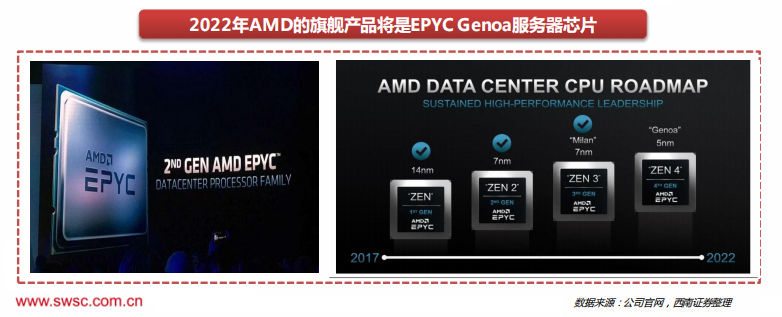 2022年AMD的旗舰产品将是EPYC Genoa服务器芯片
AMD
EPYC
2ND GEN AMD EPYC™
DATACENTER PROCESSOR FAMILY
AMD DATA CENTER CPU ROADMAP
SUSTAINED HIGH-PERFORMANCE LEADERSHIP
14nm
7nm
“Milan”
7nm
“Genoa”
5nm
‘ZEN’
1ST GEN
AMD
EPYC
‘ZEN 2’
2ND GEN
AMD
EPYC
‘ZEN 3’
3RD GEN
AMD
EPYC
‘ZEN 4’
4TH GEN
AMD
EPYC
2017
2022
www.swsc.com.cn
数据来源：公司官网，西南证券整理